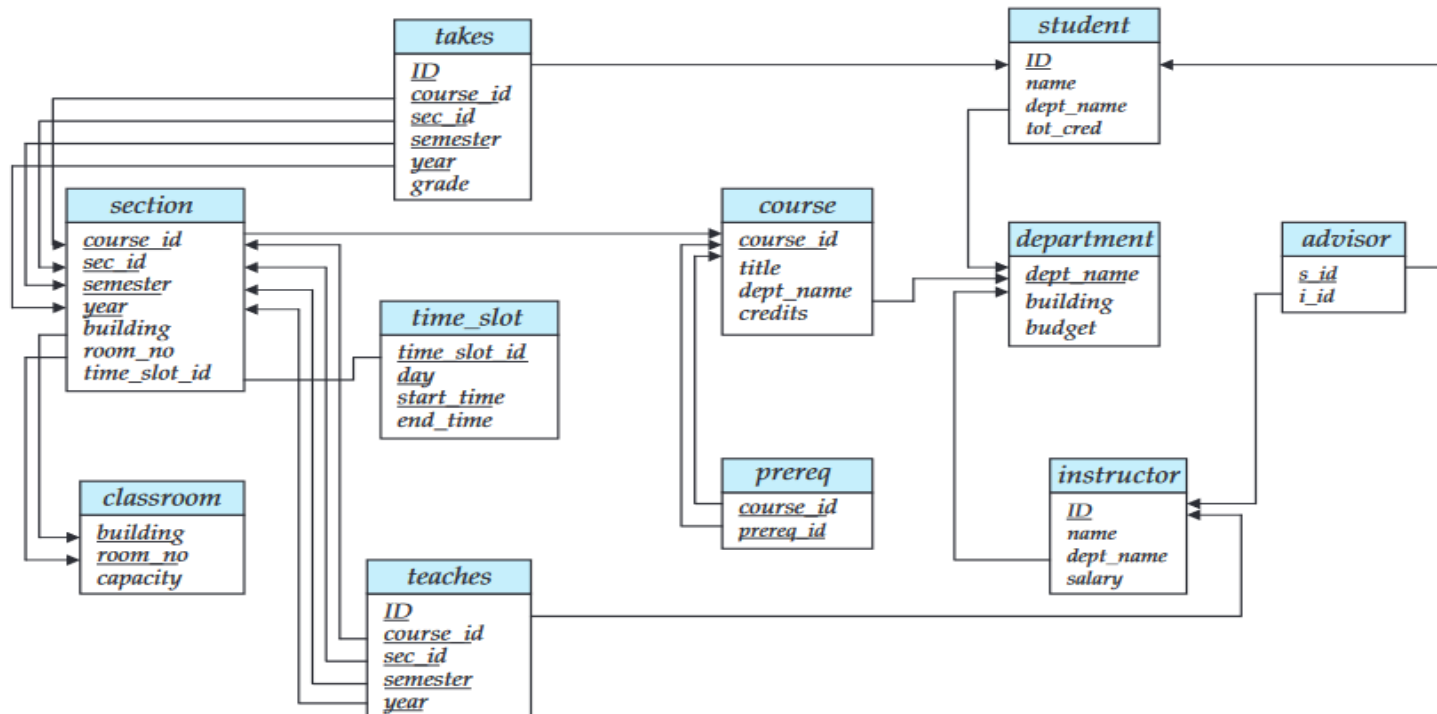 takes
ID
course_id
sec_id
semester
year
grade
student
ID
name
dept_name
tot_cred
section
course_id
sec_id
semester
year
building
room_no
time_slot_id
course
course_id
title
dept_name
credits
department
dept_name
building
budget
advisor
s_id
i_id
time_slot
time_slot_id
day
start_time
end_time
classroom
building
room_no
capacity
prereq
course_id
prereq_id
instructor
ID
name
dept_name
salary
teaches
ID
course_id
sec_id
semester
year